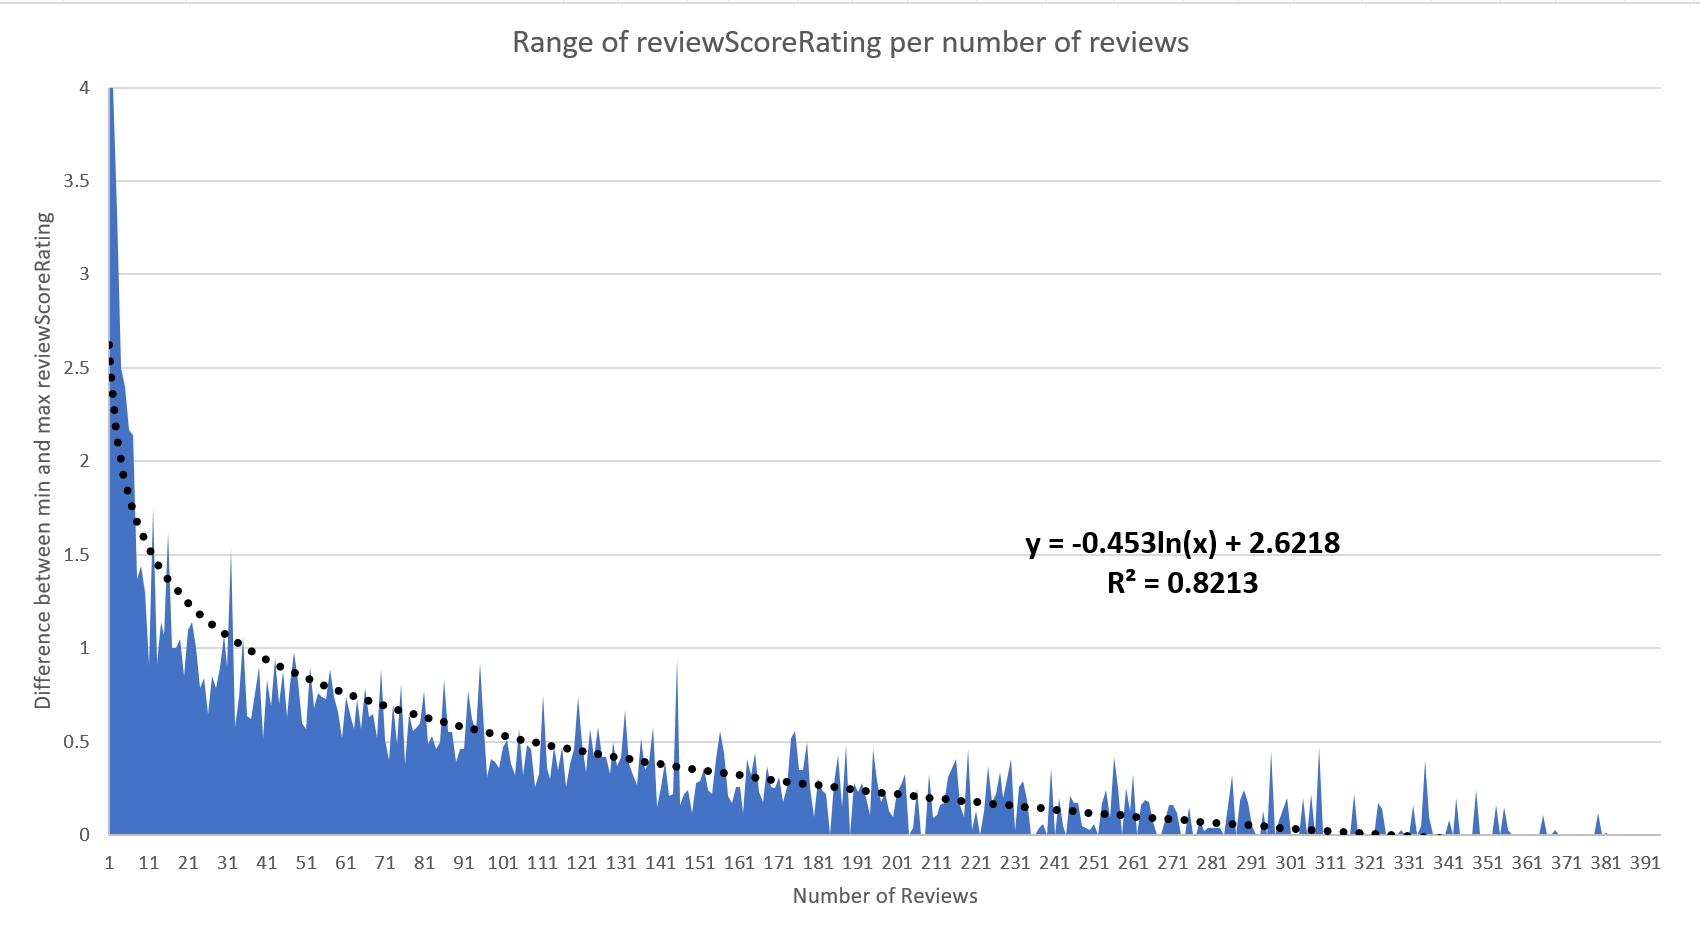 Range of reviewScoreRating per number of reviews
Difference between min and max reviewScoreRating
4
3.5
3
2.5
2
1.5
1
0.5
0
y = -0.453ln(x) + 2.6218
R² = 0.8213
1 11 21 31 41 51 61 71 81 91 101 111 121 131 141 151 161 171 181 191 201 211 221 231 241 251 261 271 281 291 301 311 321 331 341 351 361 371 381 391
Number of Reviews